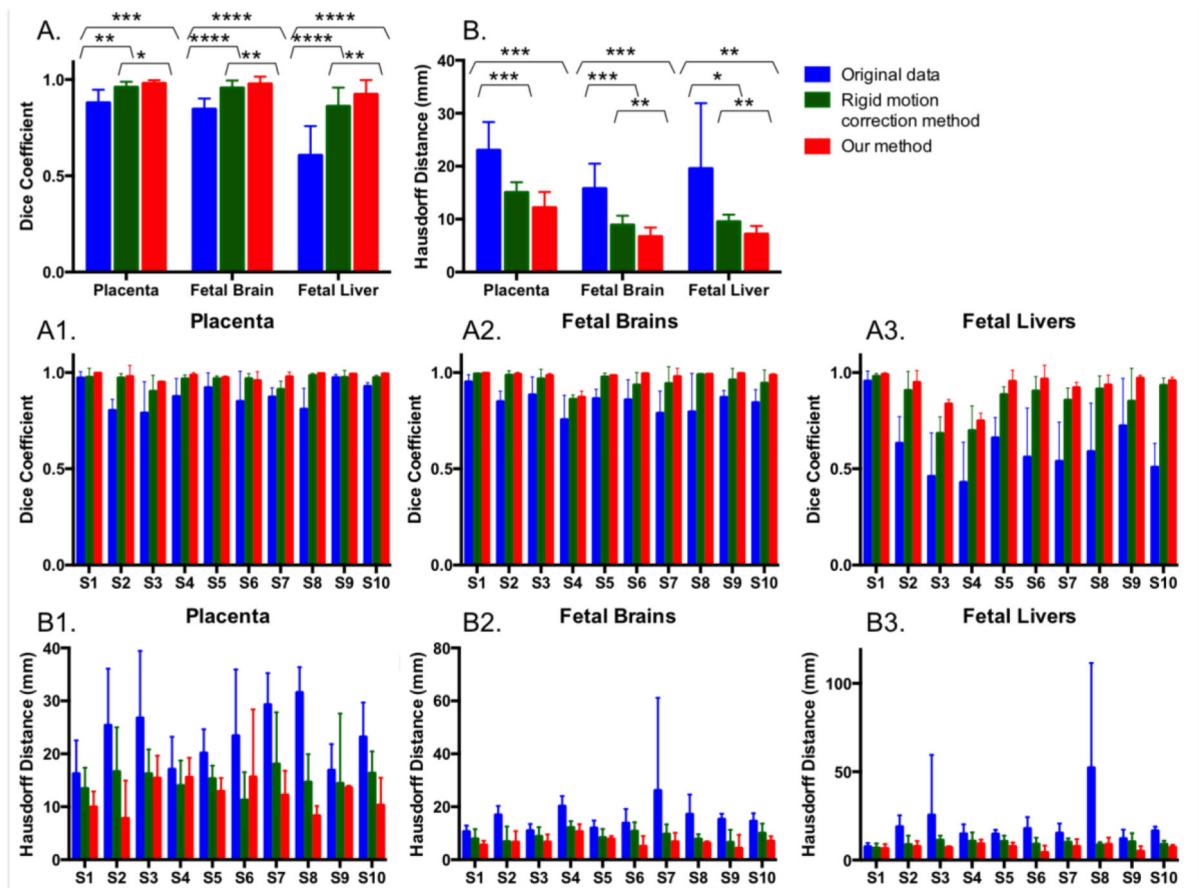 A.
*** **** ****
** **** ****
* ** **
Dice Coefficient
1.0
0.5
0.0
Placenta Fetal Brain Fetal Liver
B.
*** *** **
*** *** *
** **
Hausdorff Distance (mm)
40
30
20
10
0
Placenta Fetal Brain Fetal Liver
Original data
Rigid motion
correction method
Our method
A1.
Placenta
Dice Coefficient
1.0
0.5
0.0
S1 S2 S3 S4 S5 S6 S7 S8 S9 S10
A2.
Fetal Brains
Dice Coefficient
1.0
0.5
0.0
S1 S2 S3 S4 S5 S6 S7 S8 S9 S10
A3.
Fetal Livers
Dice Coefficient
1.0
0.5
0.0
S1 S2 S3 S4 S5 S6 S7 S8 S9 S10
B1.
Placenta
Hausdorff Distance (mm)
40
30
20
10
0
S1 S2 S3 S4 S5 S6 S7 S8 S9 S10
B2.
Fetal Brains
Hausdorff Distance (mm)
80
60
40
20
0
S1 S2 S3 S4 S5 S6 S7 S8 S9 S10
B3.
Fetal Livers
Hausdorff Distance (mm)
100
50
0
S1 S2 S3 S4 S5 S6 S7 S8 S9 S10